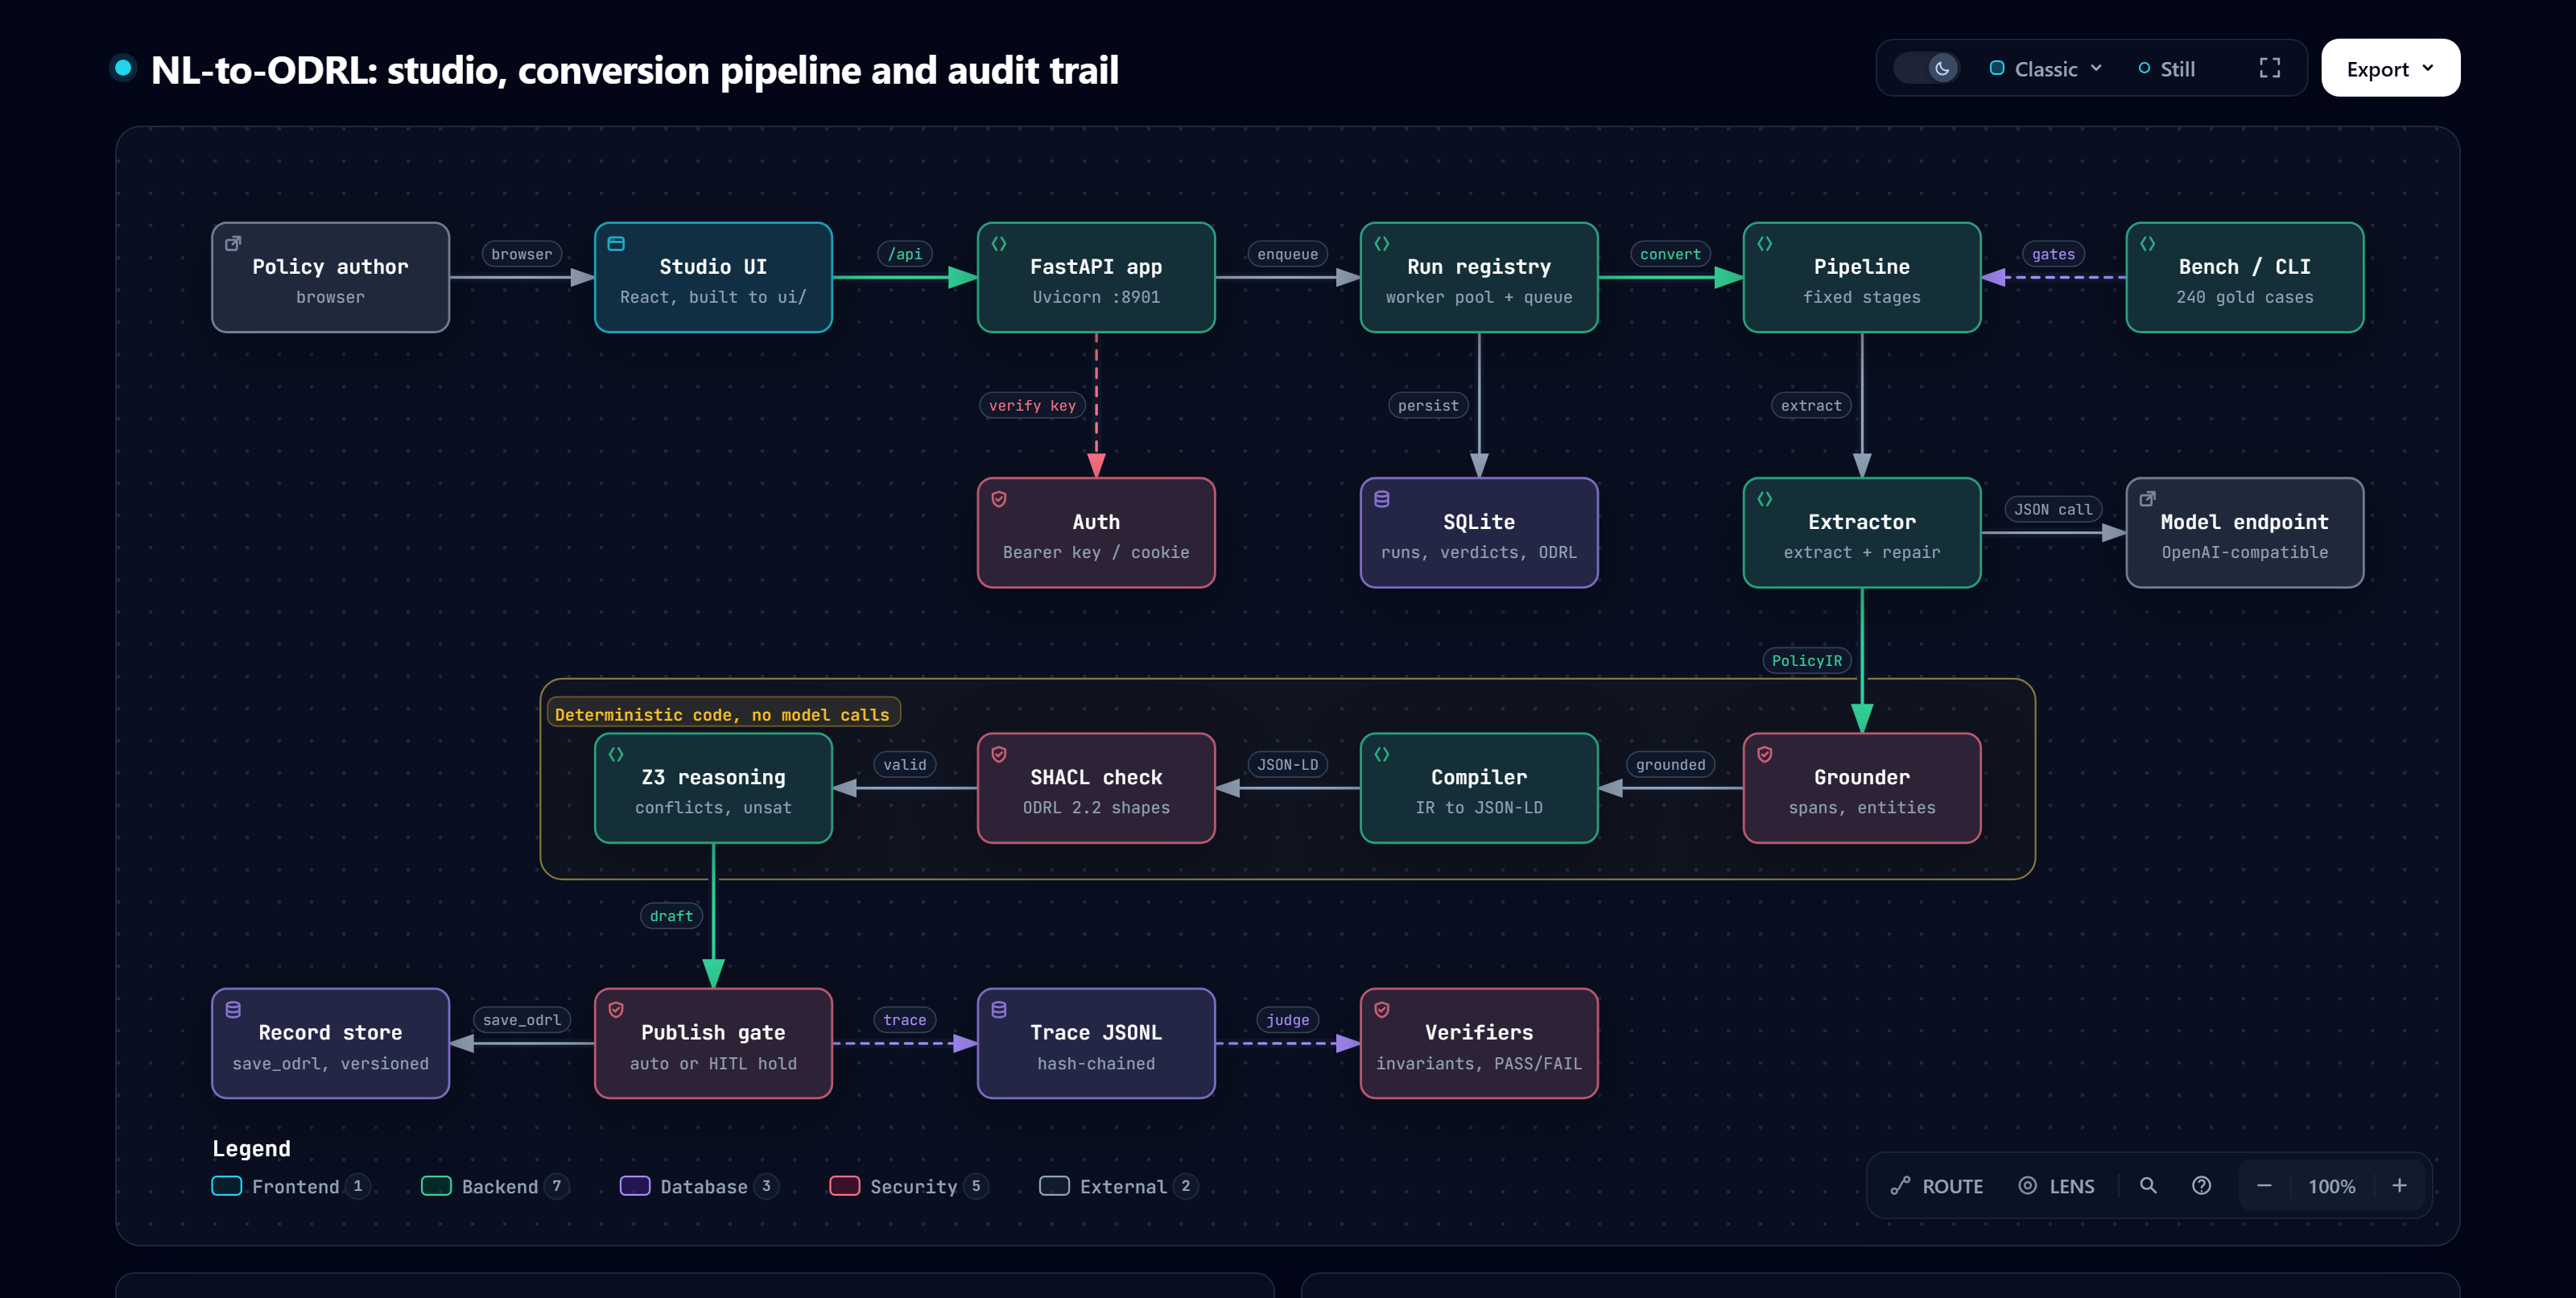 NL-to-ODRL: studio, conversion pipeline and audit trail
Classic
Still
Export
Policy author
browser
browser
Studio UI
React, built to ui/
/api
FastAPI app
Uvicorn :8901
enqueue
Run registry
worker pool + queue
convert
Pipeline
fixed stages
gates
Bench / CLI
240 gold cases
verify key
persist
extract
Auth
Bearer key / cookie
SQLite
runs, verdicts, ODRL
Extractor
extract + repair
JSON call
Model endpoint
OpenAI-compatible
PolicyIR
Deterministic code, no model calls
Z3 reasoning
conflicts, unsat
valid
SHACL check
ODRL 2.2 shapes
JSON-LD
Compiler
IR to JSON-LD
grounded
Grounder
spans, entities
draft
Record store
save_odrl, versioned
save_odrl
Publish gate
auto or HITL hold
trace
Trace JSONL
hash-chained
judge
Verifiers
invariants, PASS/FAIL
Legend
Frontend 1
Backend 7
Database 3
Security 5
External 2
ROUTE
LENS
100%